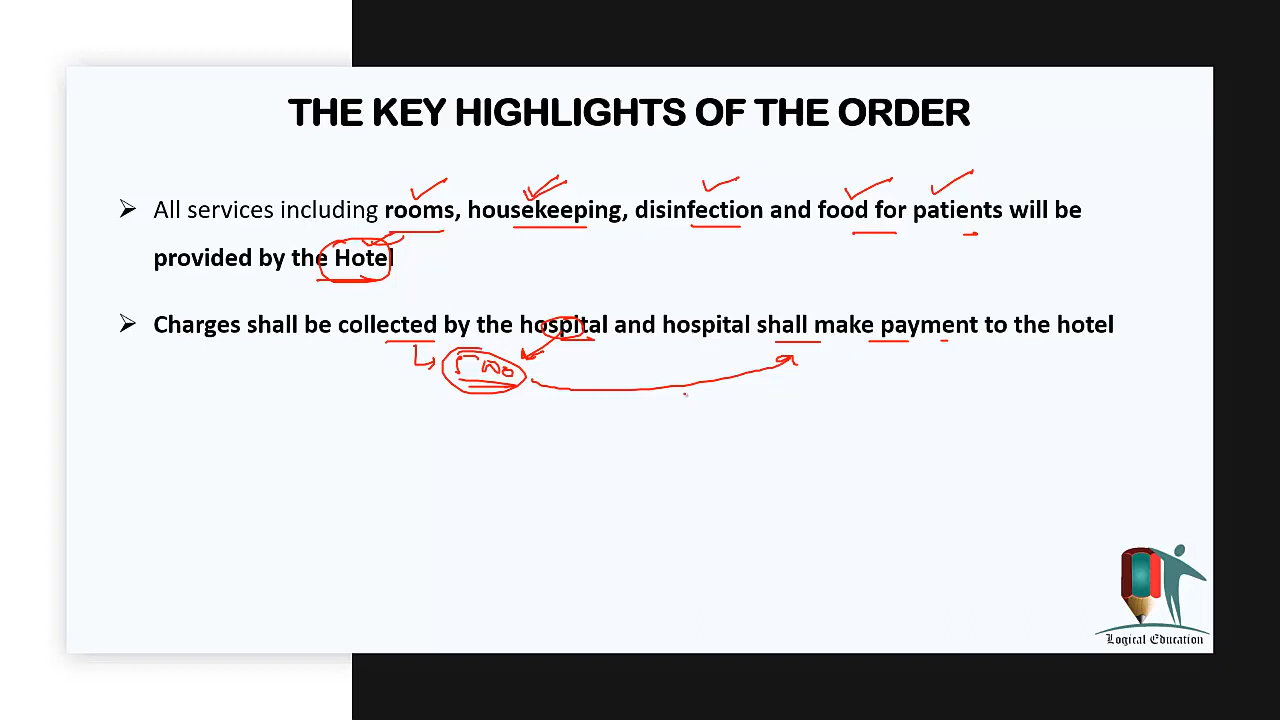 THE KEY HIGHLIGHTS OF THE ORDER
➢ All services including rooms, housekeeping, disinfection and food for patients will be
provided by the Hotel
➢ Charges shall be collected by the hospital and hospital shall make payment to the hotel
Logical Education